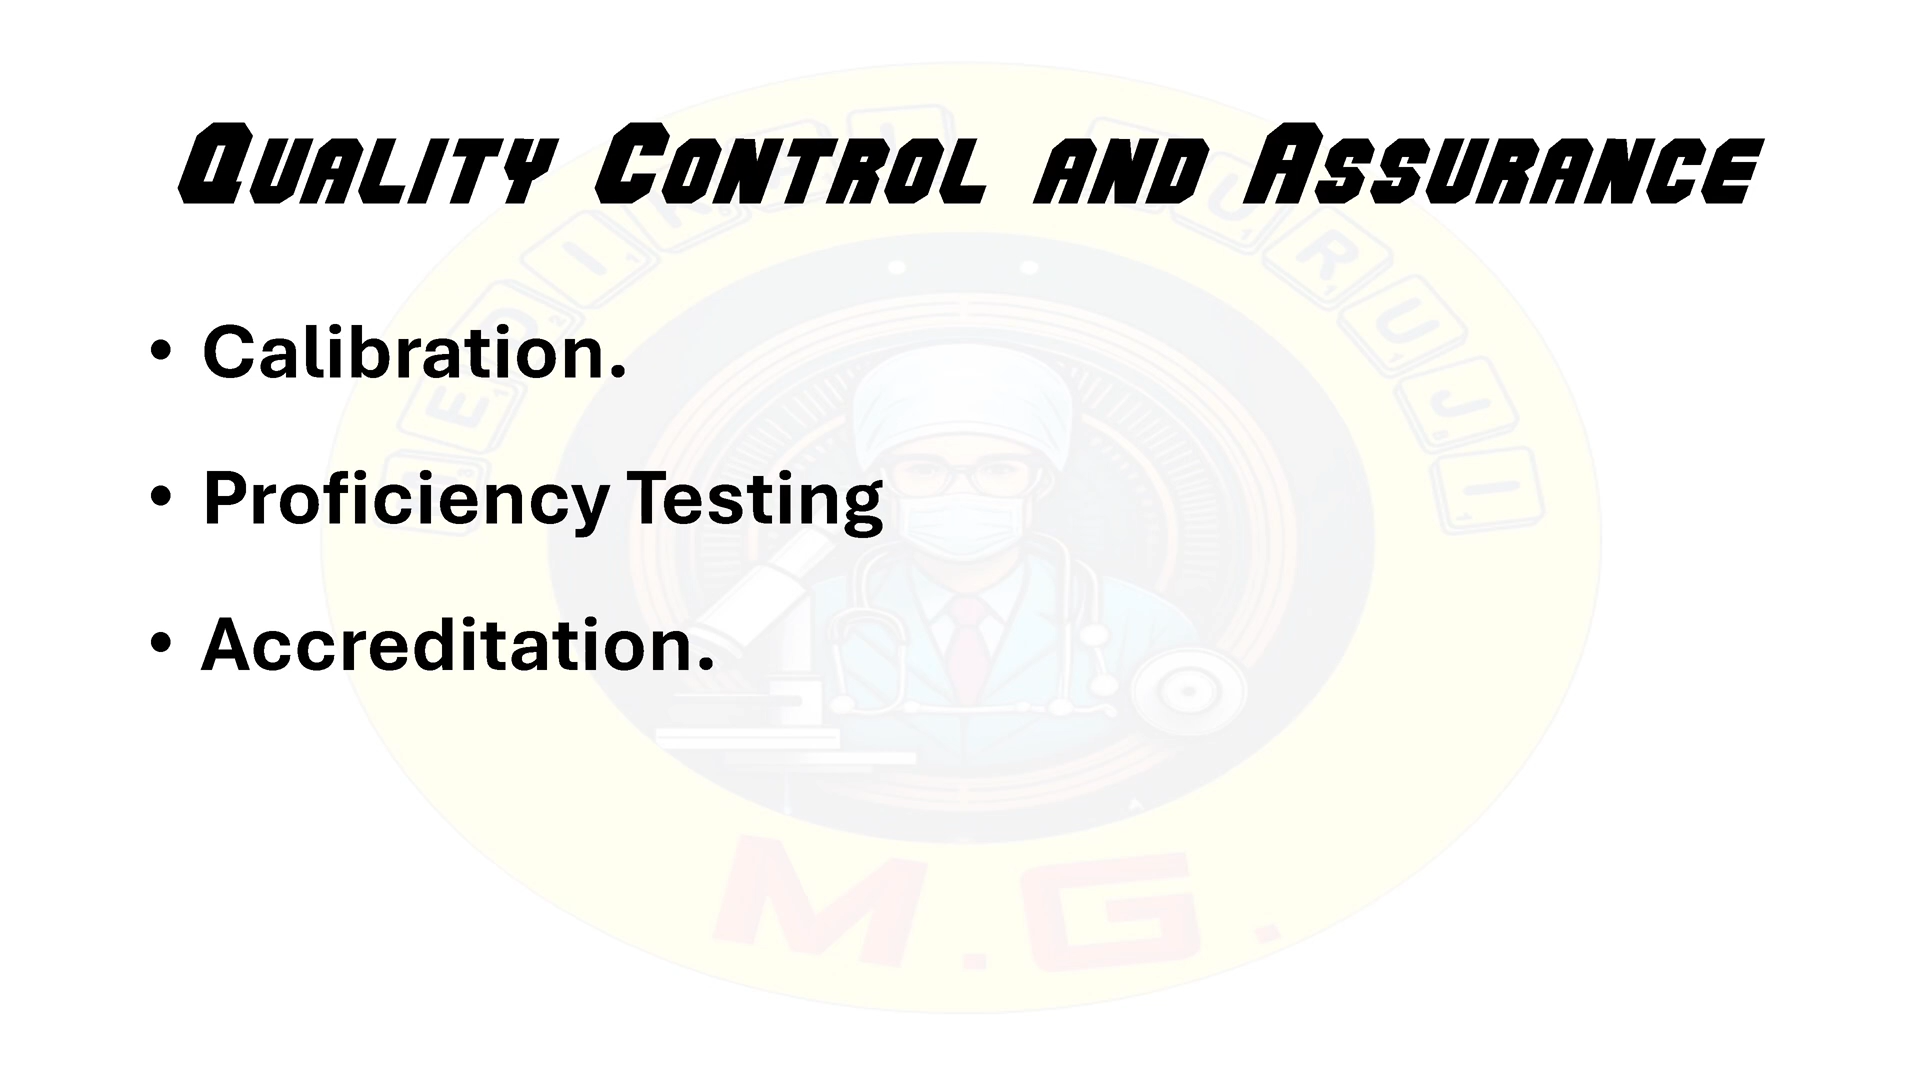 Quality Control and Assurance
• Calibration.
• Proficiency Testing
• Accreditation.
M.G.